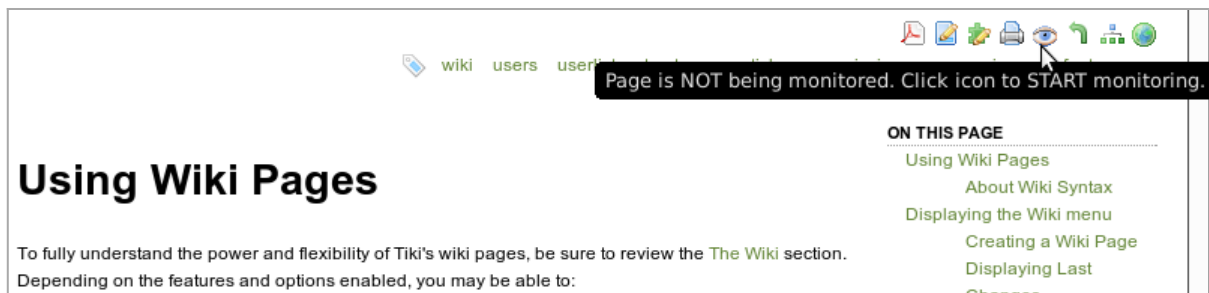 wiki users
Page is NOT being monitored. Click icon to START monitoring.
ON THIS PAGE
Using Wiki Pages
About Wiki Syntax
Displaying the Wiki menu
Creating a Wiki Page
Displaying Last
Using Wiki Pages
To fully understand the power and flexibility of Tiki's wiki pages, be sure to review the The Wiki section.
Depending on the features and options enabled, you may be able to: